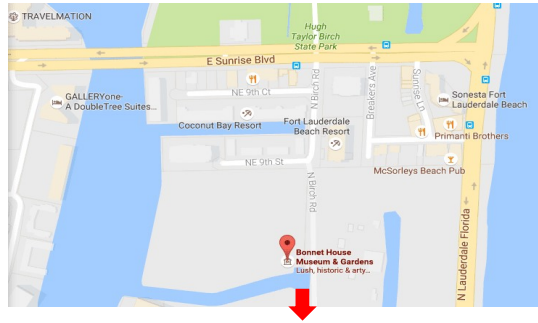 TRAVELMATION
Hugh
Taylor Birch
State Park
E Sunrise Blvd
GALLERYone-
A DoubleTree Suites...
NE 9th Ct
N Birch Rd
Breakers Ave
Sunrise Ln
Sonesta Fort
Lauderdale Beach
Coconut Bay Resort
Fort Lauderdale
Beach Resort
Primanti Brothers
NE 9th St
McSorleys Beach Pub
N Birch Rd
N Lauderdale Florida
Bonnet House
Museum & Gardens
Lush, historic & arty...